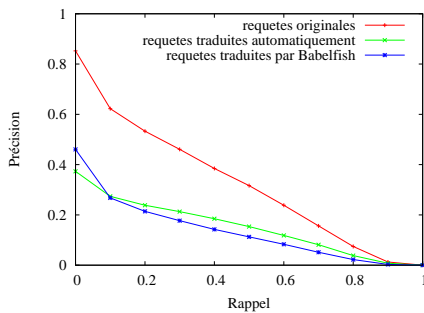 requetes originales
requetes traduites automatiquement
requetes traduites par Babelfish
1
0.8
0.6
0.4
0.2
0
Précision
0 0.2 0.4 0.6 0.8 1
Rappel